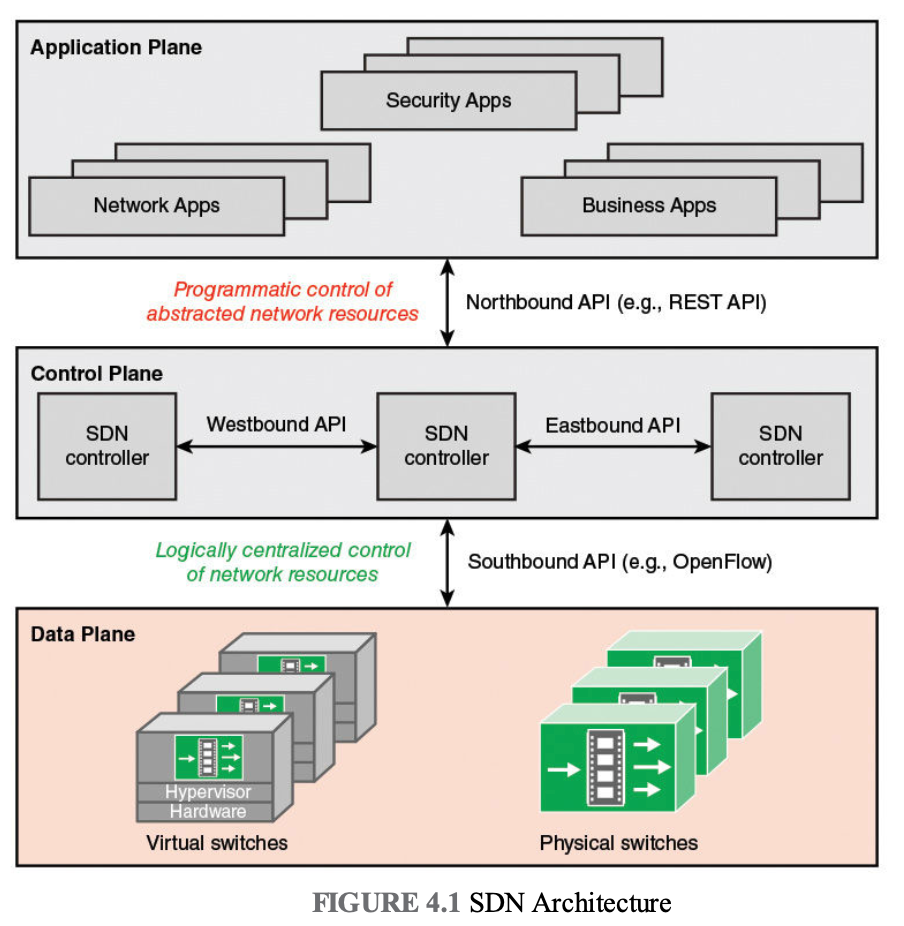 Application Plane
Security Apps
Network Apps
Business Apps
Programmatic control of
abstracted network resources
Northbound API (e.g., REST API)
Control Plane
SDN
controller
Westbound API
SDN
controller
Eastbound API
SDN
controller
Logically centralized control
of network resources
Southbound API (e.g., OpenFlow)
Data Plane
Hypervisor
Hardware
Virtual switches
Physical switches
FIGURE 4.1 SDN Architecture